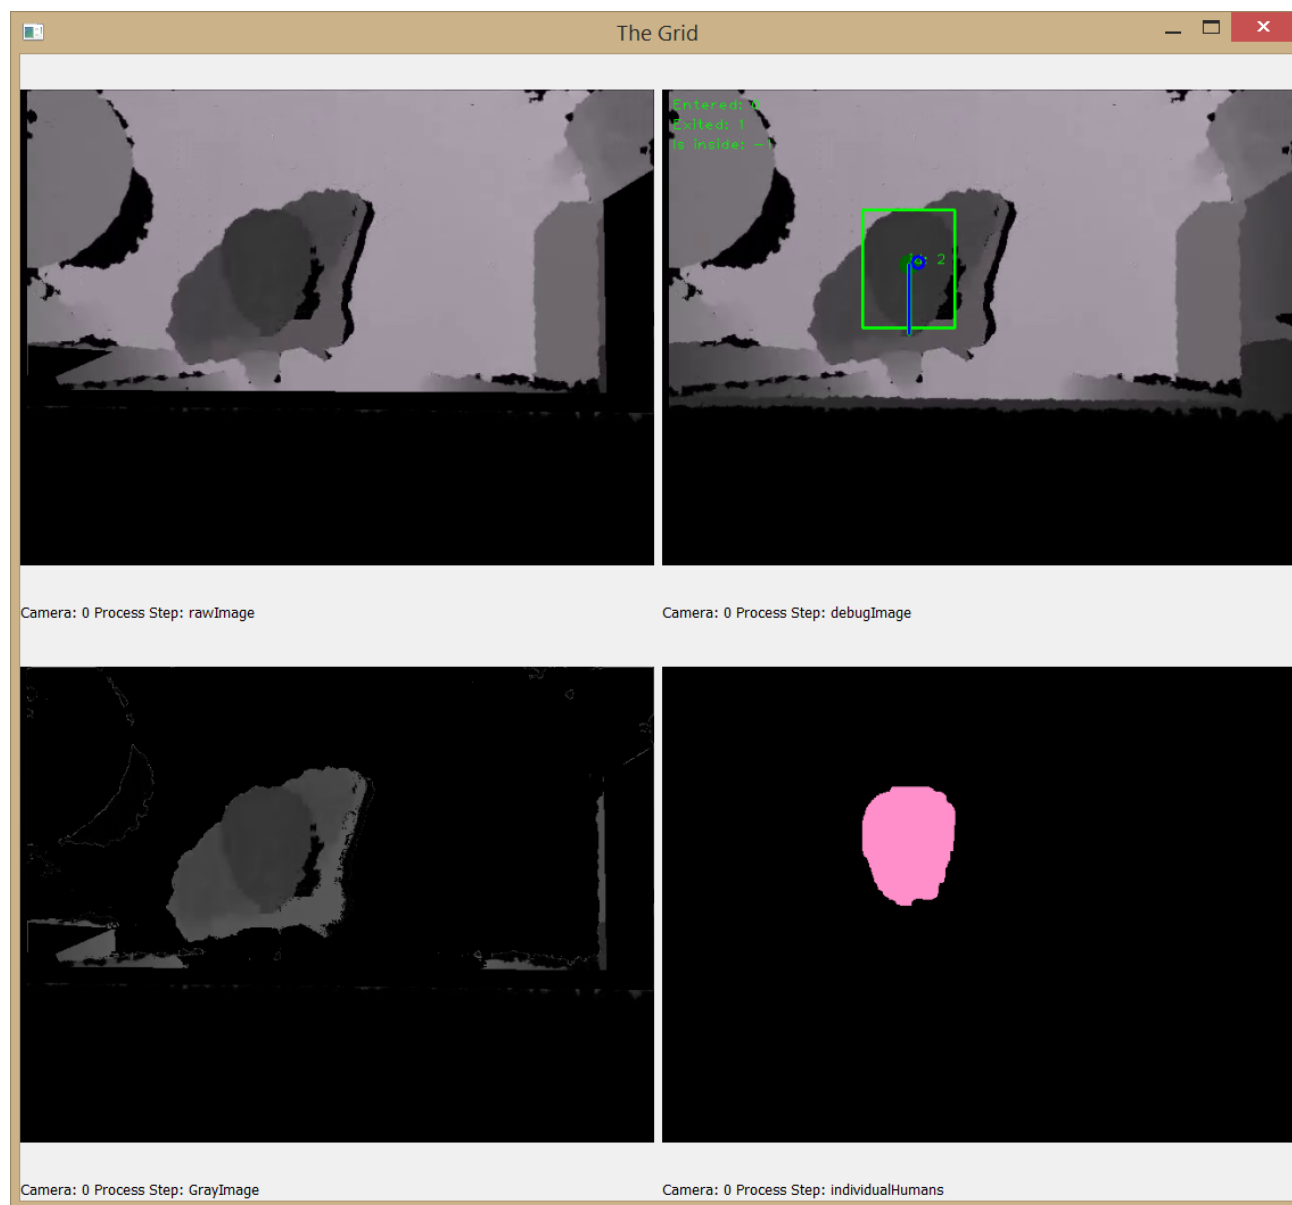 The Grid
Entered: 0
Exited: 1
is inside: -1
id: 2
Camera: 0 Process Step: rawImage
Camera: 0 Process Step: debugImage
Camera: 0 Process Step: GrayImage
Camera: 0 Process Step: individualHumans